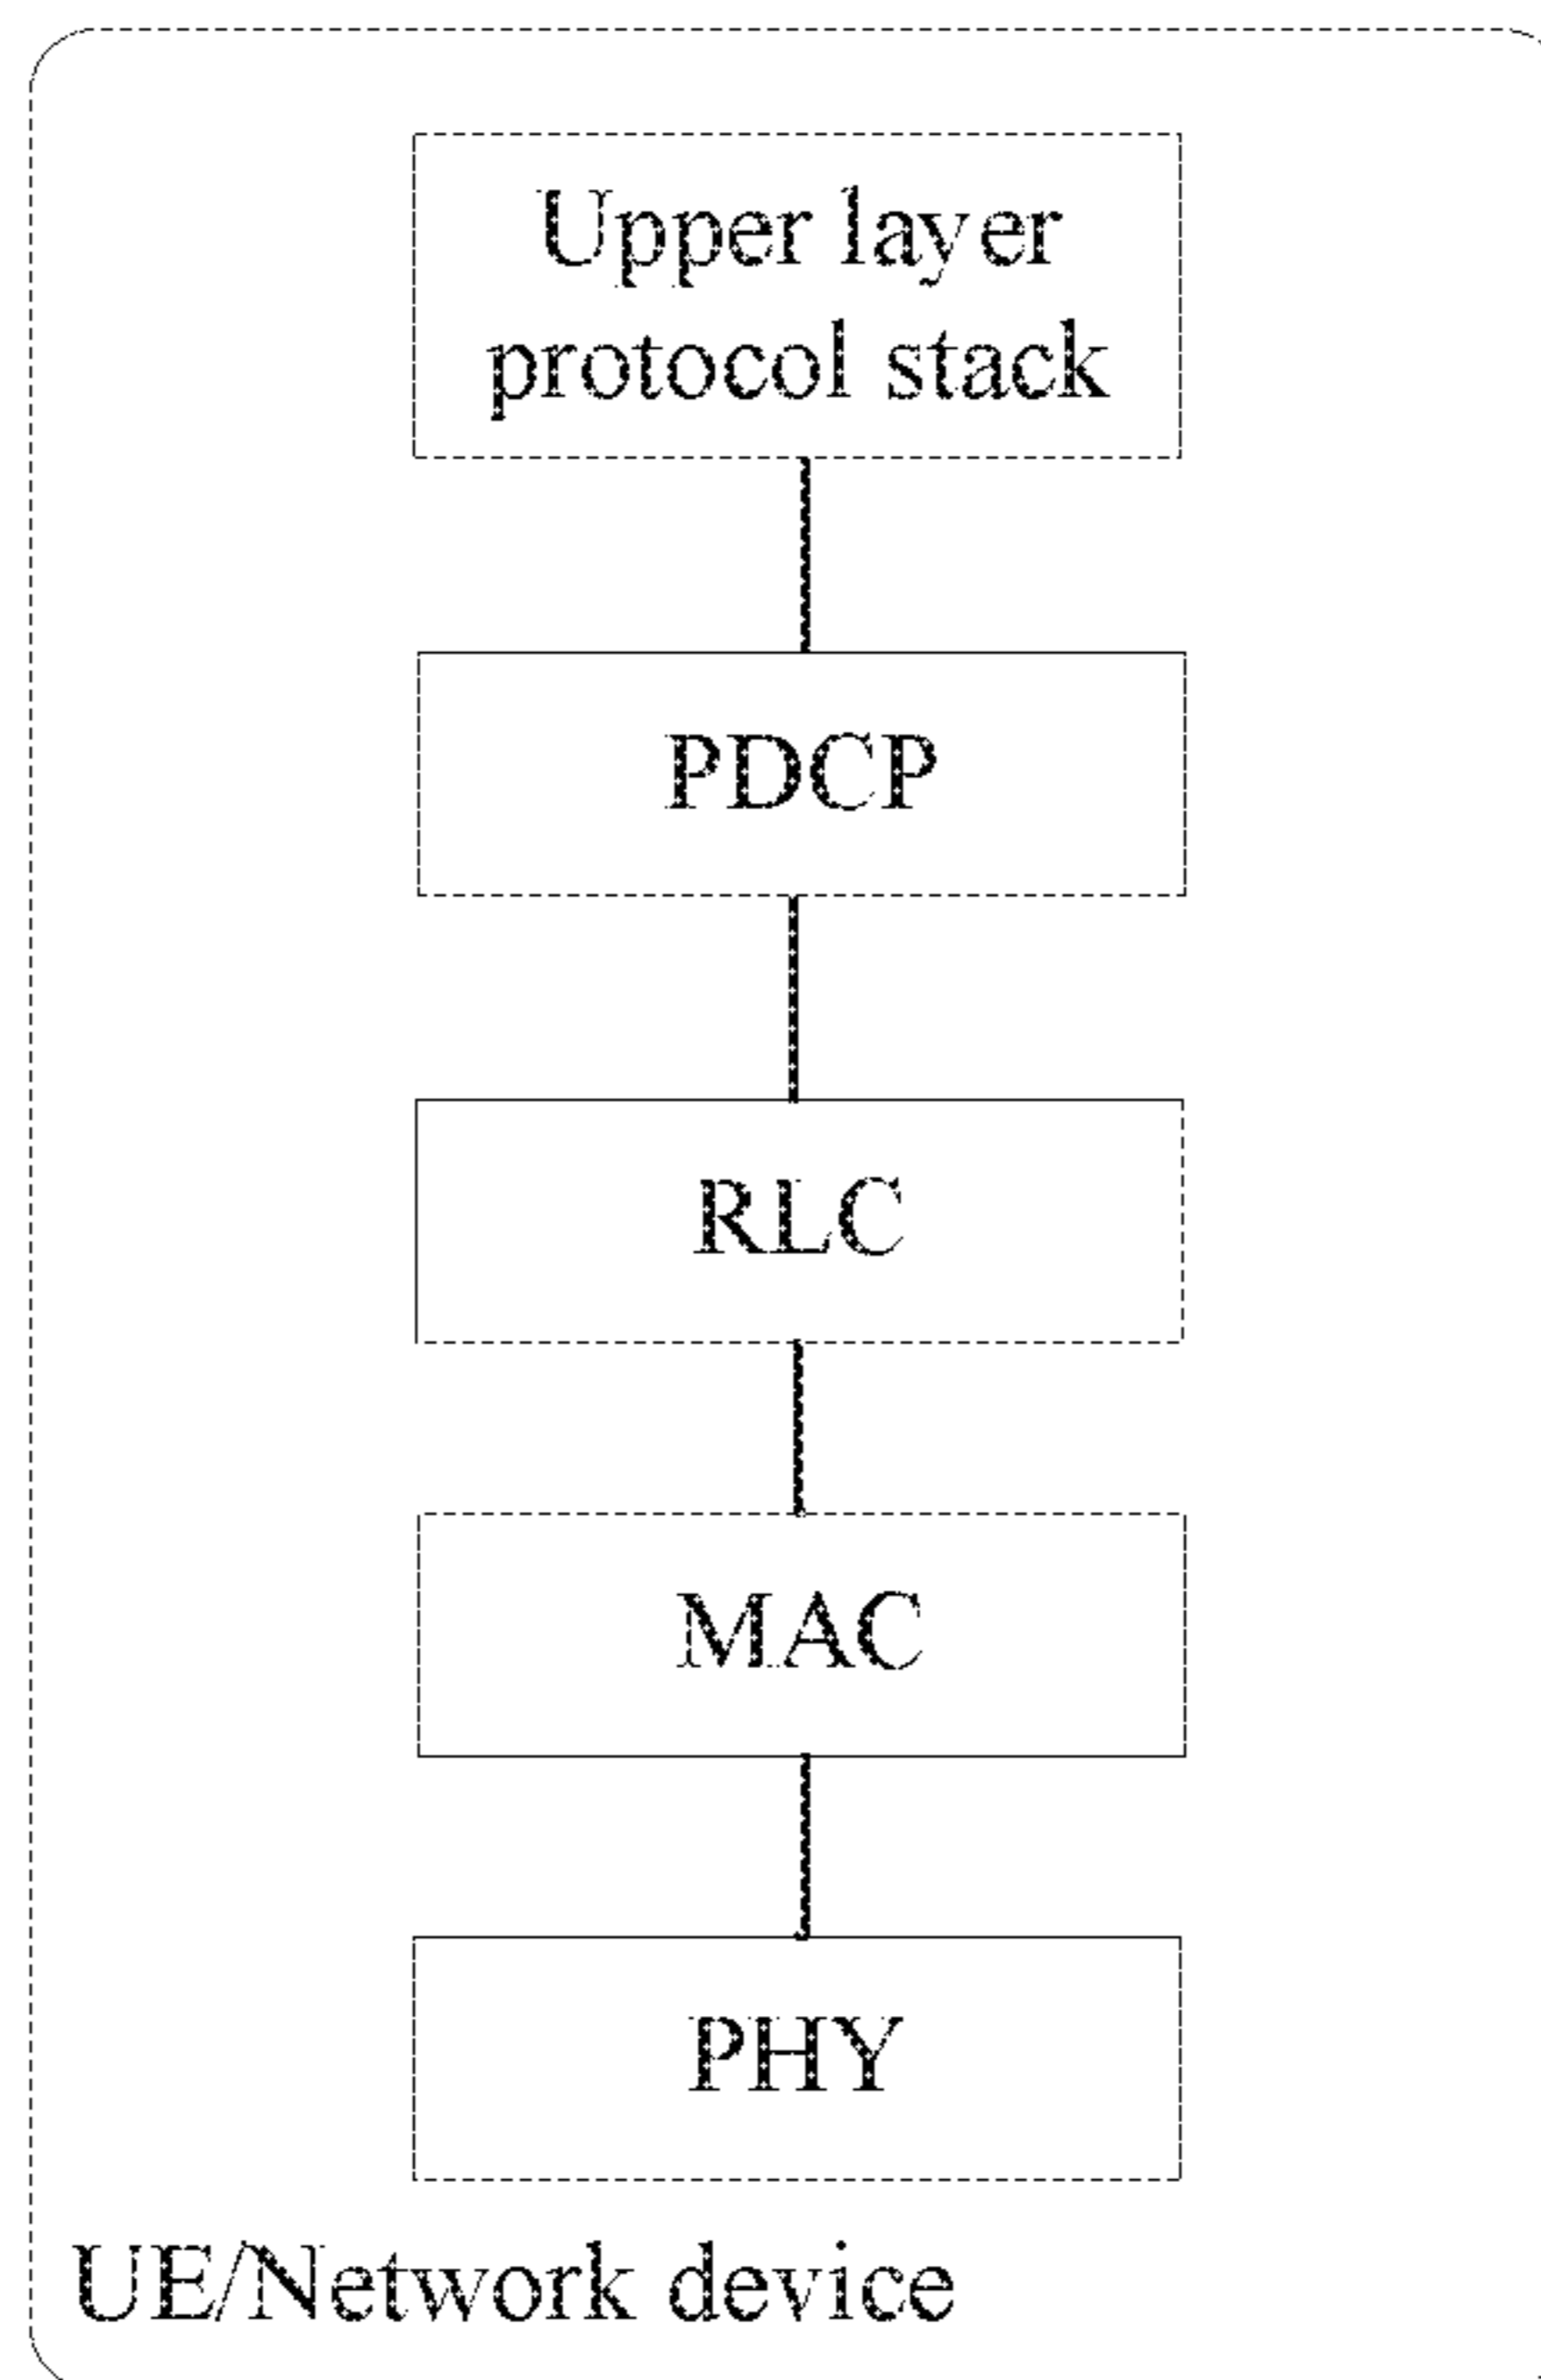 Upper layer
protocol stack
PDCP
RLC
MAC
PHY
UE/Network device